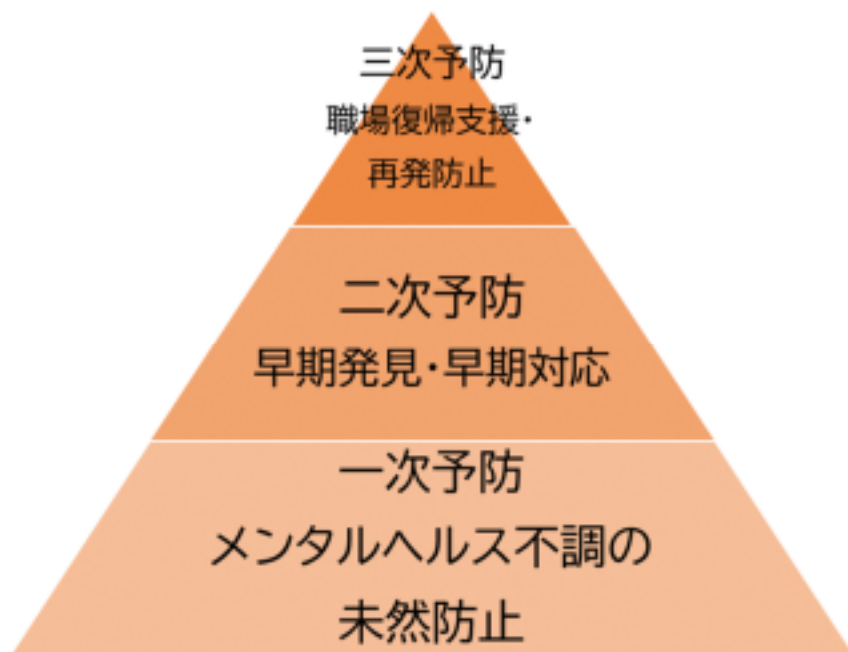 三次予防
職場復帰支援・
再発防止
二次予防
早期発見・早期対応
一次予防
メンタルヘルス不調の
未然防止